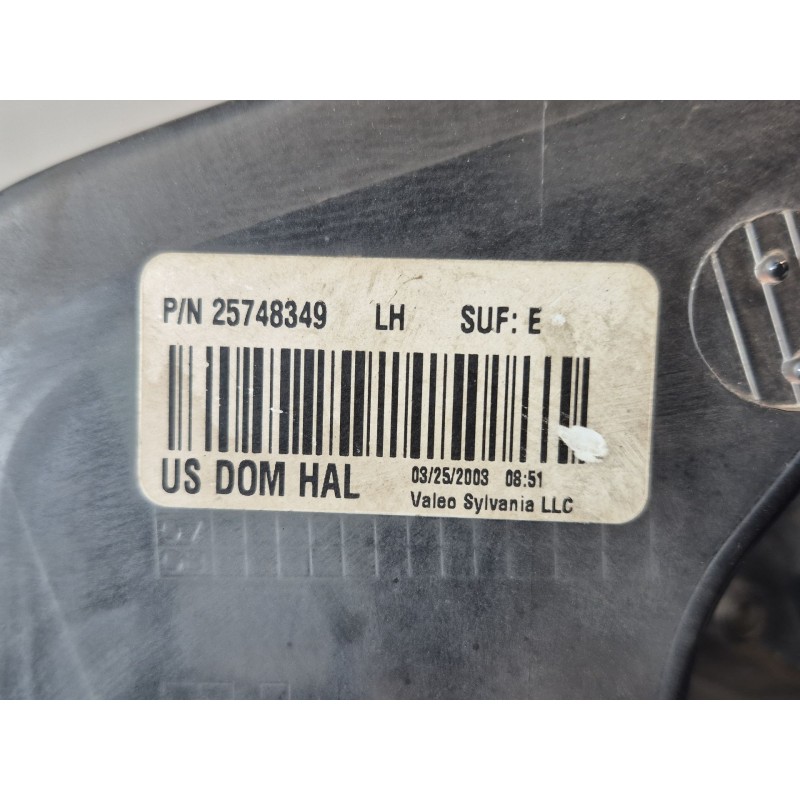 P/N 25748349 LH SUF: E
US DOM HAL
03/25/2003 08:51
Valeo Sylvania LLC